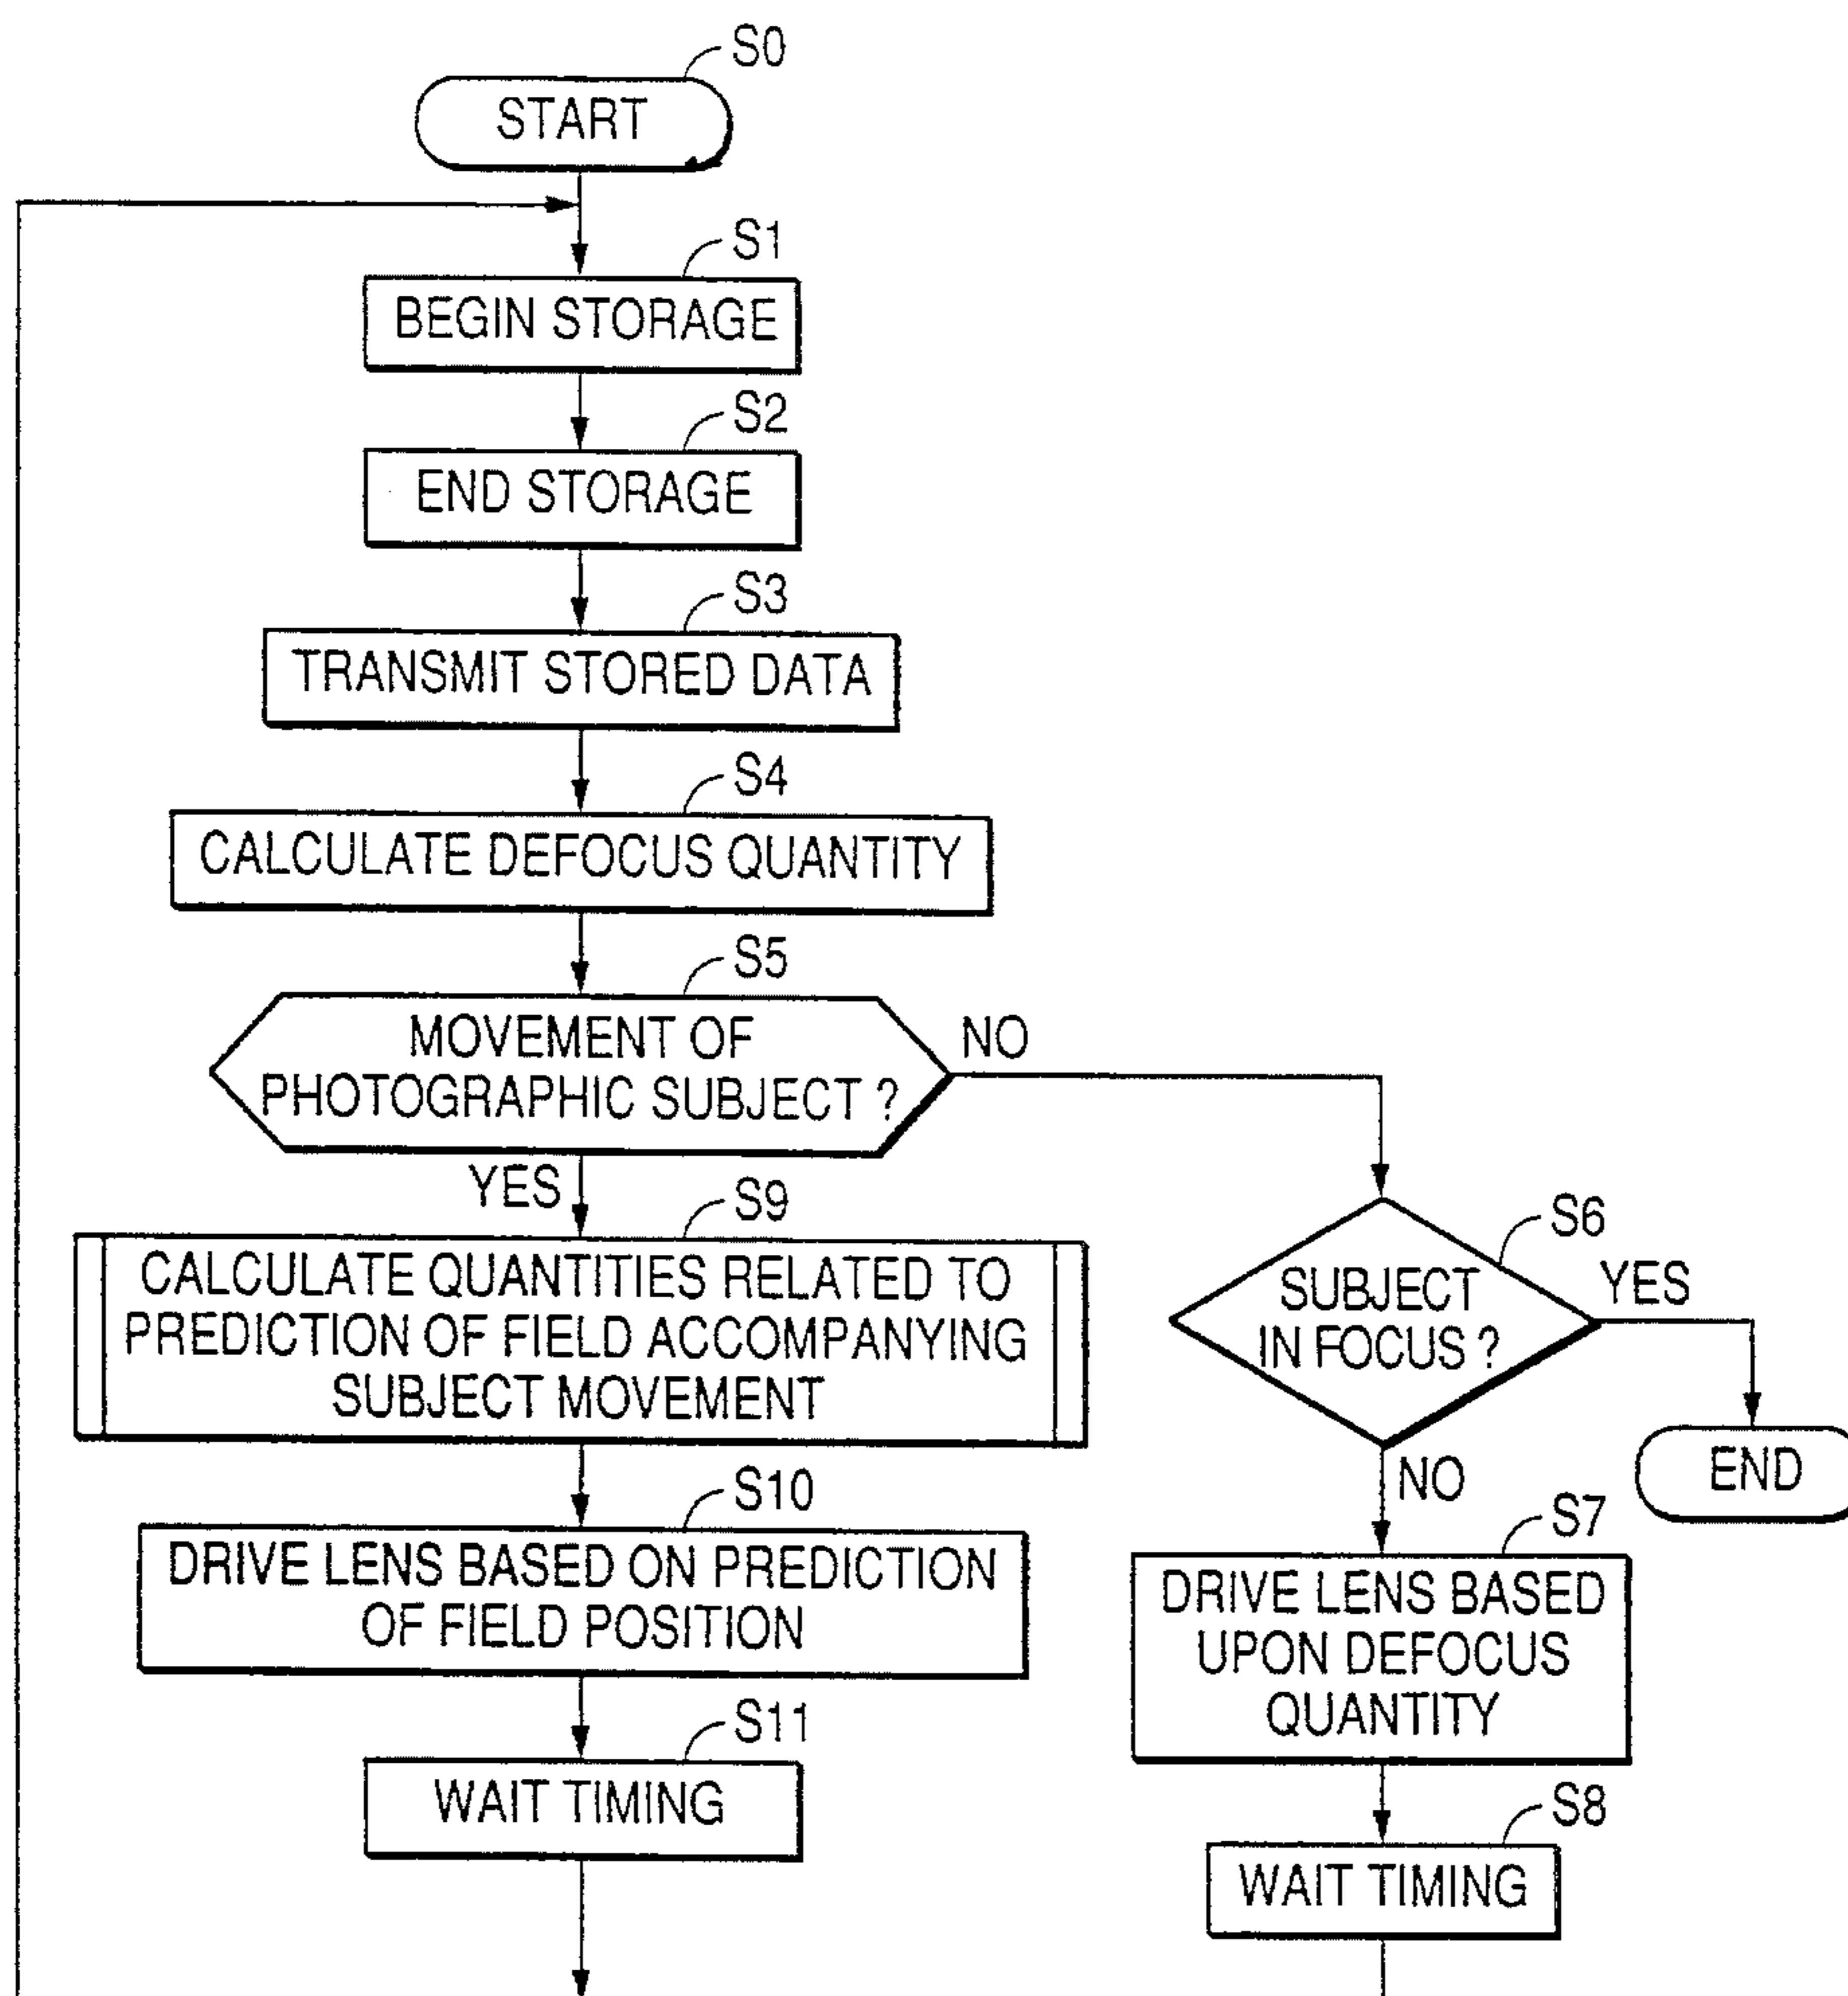 S0
START
S1
BEGIN STORAGE
S2
END STORAGE
S3
TRANSMIT STORED DATA
S4
CALCULATE DEFOCUS QUANTITY
S5
MOVEMENT OF
PHOTOGRAPHIC SUBJECT ?
NO
YES
S9
CALCULATE QUANTITIES RELATED TO
PREDICTION OF FIELD ACCOMPANYING
SUBJECT MOVEMENT
S10
DRIVE LENS BASED ON PREDICTION
OF FIELD POSITION
S11
WAIT TIMING
S6
SUBJECT
IN FOCUS ?
YES
END
NO
S7
DRIVE LENS BASED
UPON DEFOCUS
QUANTITY
S8
WAIT TIMING